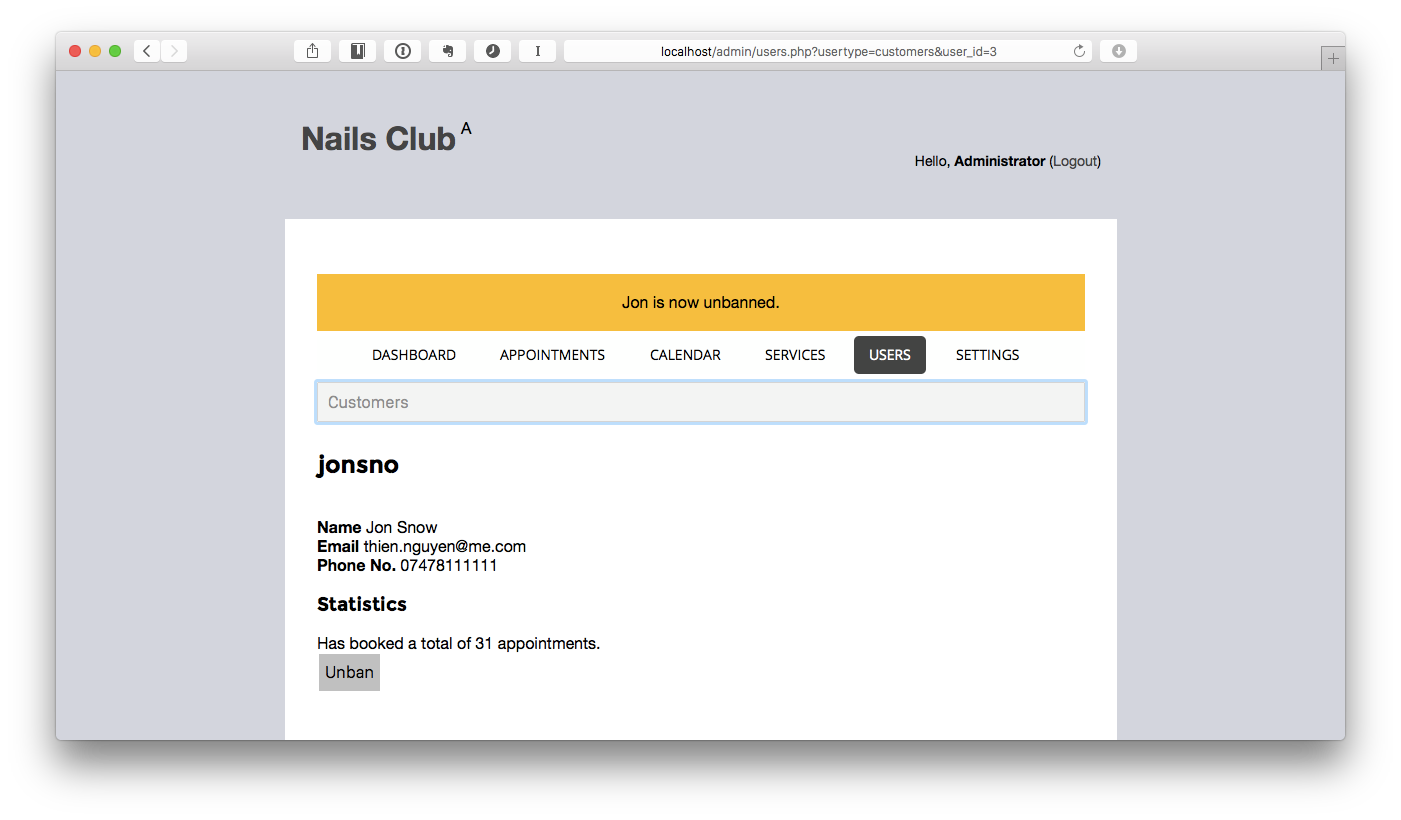 localhost/admin/users.php?usertype=customers&user_id=3
Nails Club A
Hello, Administrator (Logout)
Jon is now unbanned.
DASHBOARD APPOINTMENTS CALENDAR SERVICES USERS SETTINGS
Customers
jonsno
Name Jon Snow
Email thien.nguyen@me.com
Phone No. 07478111111
Statistics
Has booked a total of 31 appointments.
Unban